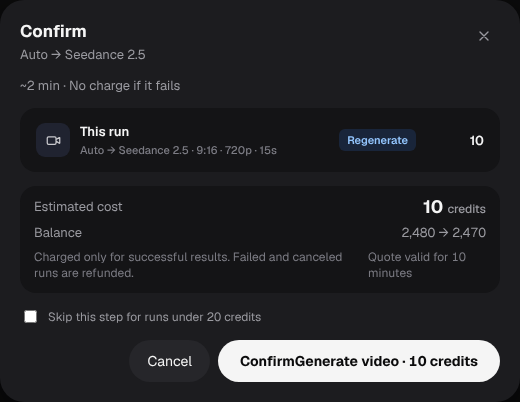 Confirm
Auto → Seedance 2.5
~2 min · No charge if it fails
This run
Auto → Seedance 2.5 · 9:16 · 720p · 15s
Regenerate
10
Estimated cost
10 credits
Balance
2,480 → 2,470
Charged only for successful results. Failed and canceled
runs are refunded.
Quote valid for 10
minutes
Skip this step for runs under 20 credits
Cancel
ConfirmGenerate video · 10 credits